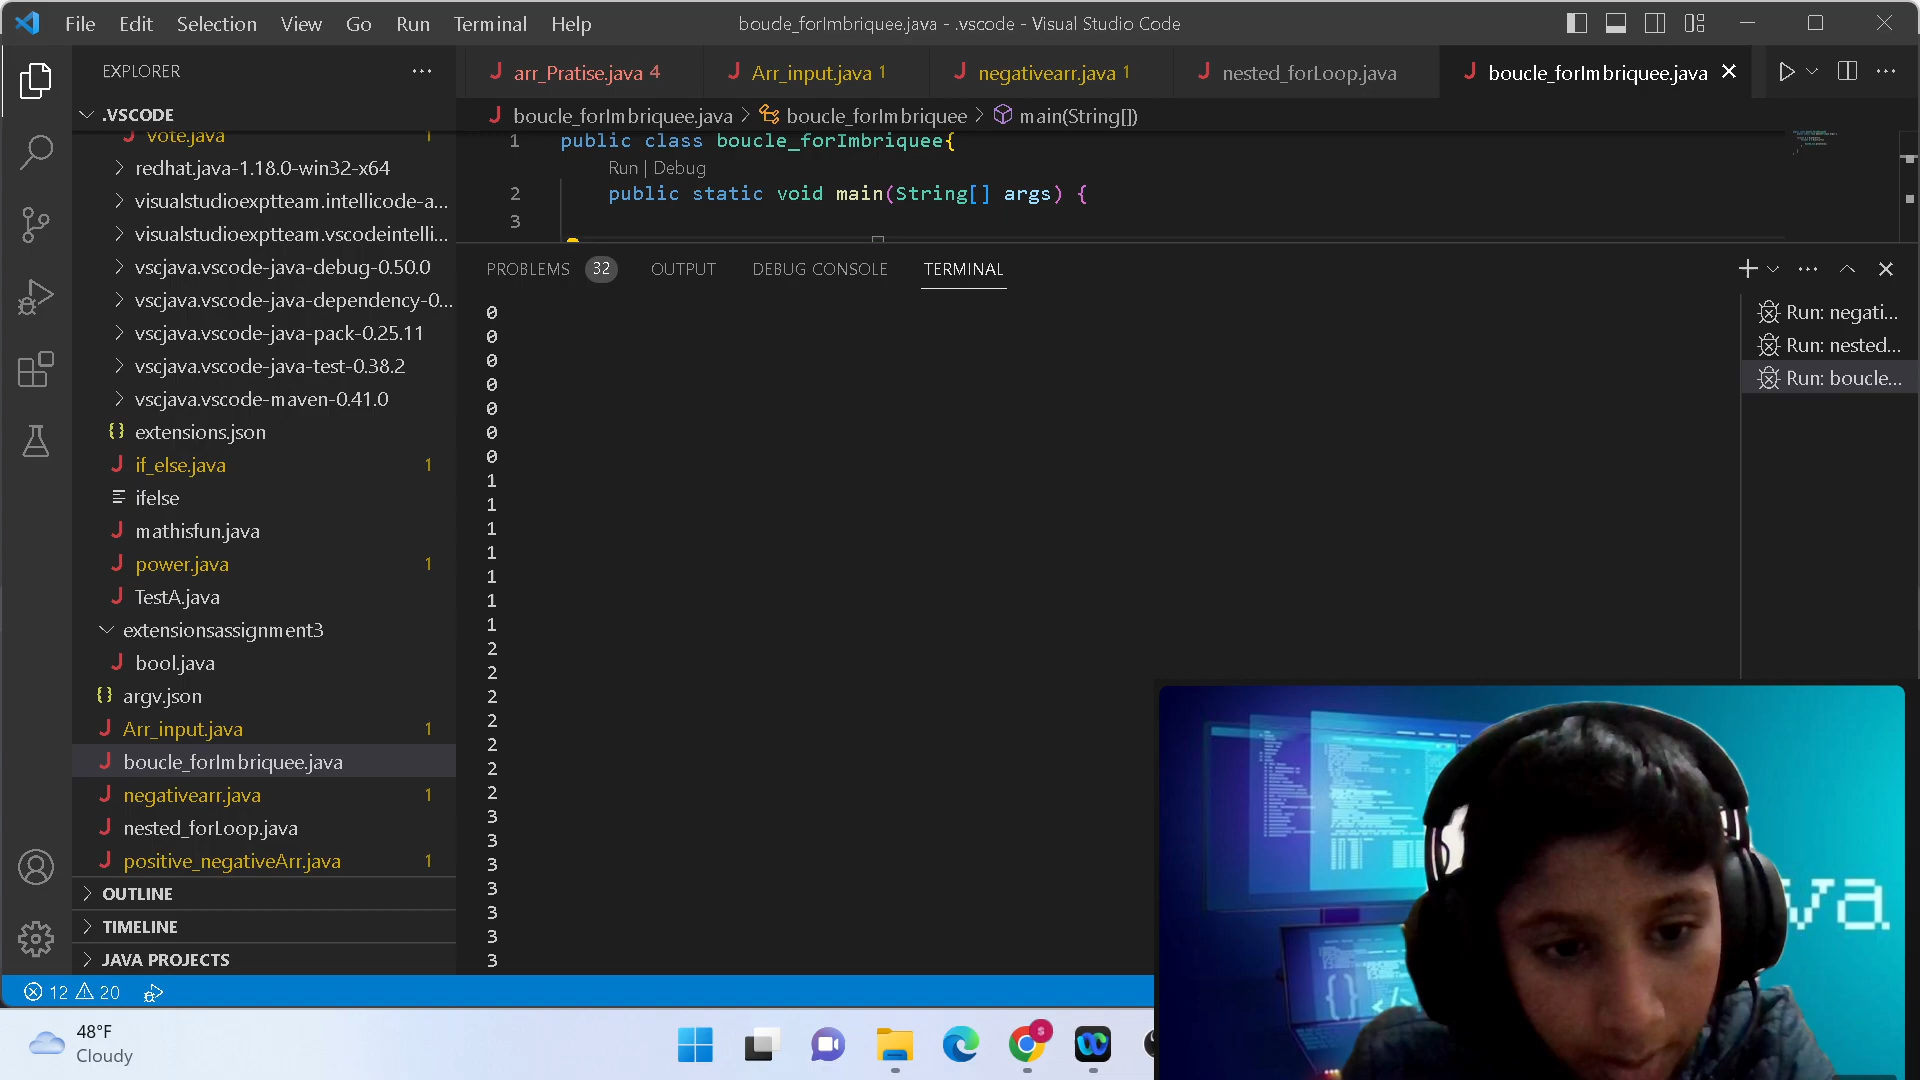 File Edit Selection View Go Run Terminal Help
boucle_forImbriquee.java - .vscode - Visual Studio Code
EXPLORER
.VSCODE
vote.java 1
redhat.java-1.18.0-win32-x64
visualstudioexptteam.intellicode-a...
visualstudioexptteam.vscodeintelli...
vscjava.vscode-java-debug-0.50.0
vscjava.vscode-java-dependency-0...
vscjava.vscode-java-pack-0.25.11
vscjava.vscode-java-test-0.38.2
vscjava.vscode-maven-0.41.0
extensions.json
if_else.java 1
ifelse
mathisfun.java
power.java 1
TestA.java
extensionsassignment3
bool.java
argv.json
Arr_input.java 1
boucle_forImbriquee.java
negativearr.java 1
nested_forLoop.java
positive_negativeArr.java 1
OUTLINE
TIMELINE
JAVA PROJECTS
arr_Pratise.java 4
Arr_input.java 1
negativearr.java 1
nested_forLoop.java
boucle_forImbriquee.java
boucle_forImbriquee.java > boucle_forImbriquee > main(String[])
1 public class boucle_forImbriquee{
Run | Debug
2 public static void main(String[] args) {
3
PROBLEMS 32 OUTPUT DEBUG CONSOLE TERMINAL
0
0
0
0
0
0
0
1
1
1
1
1
1
1
2
2
2
2
2
2
2
3
3
3
3
3
3
3
Run: negati...
Run: nested...
Run: boucle...
va
12 20
48°F
Cloudy
S